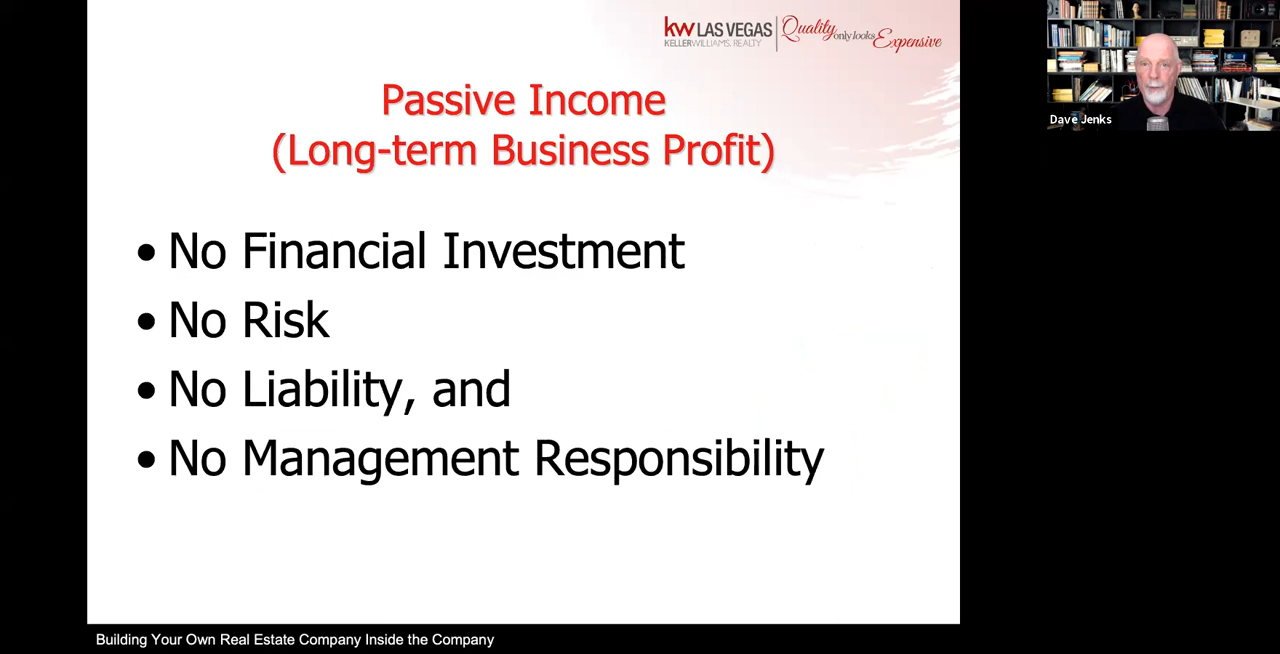 kw LAS VEGAS
KELLERWILLIAMS. REALTY
Quality only looks Expensive
Dave Jenks
Passive Income
(Long-term Business Profit)
• No Financial Investment
• No Risk
• No Liability, and
• No Management Responsibility
Building Your Own Real Estate Company Inside the Company